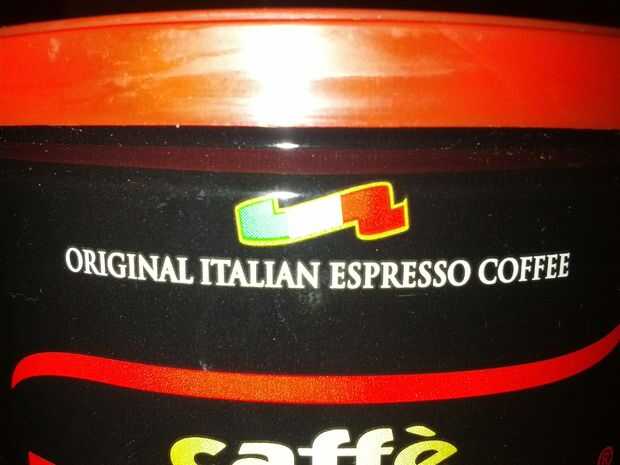 ORIGINAL ITALIAN ESPRESSO COFFEE
caffè
®